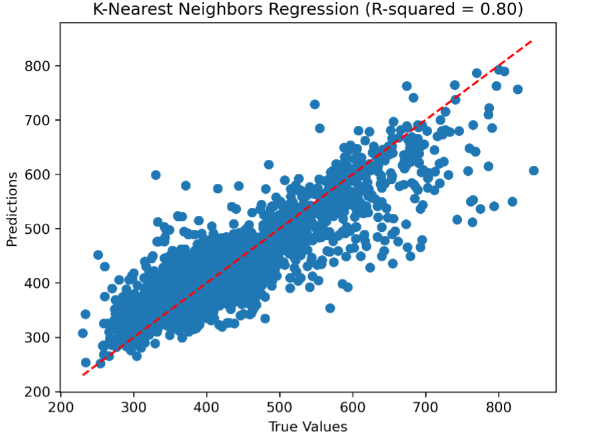 K-Nearest Neighbors Regression (R-squared = 0.80)
800
700
600
500
400
300
200
Predictions
200 300 400 500 600 700 800
True Values